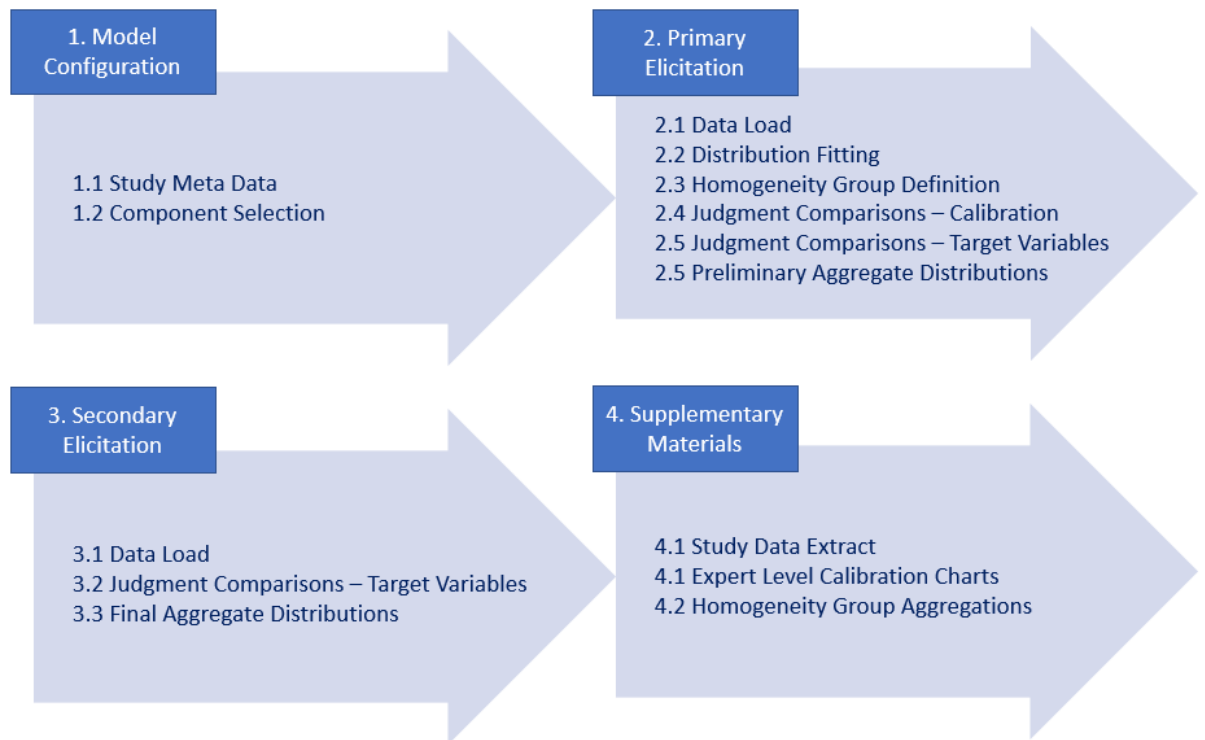 1. Model
Configuration
1.1 Study Meta Data
1.2 Component Selection
2. Primary
Elicitation
2.1 Data Load
2.2 Distribution Fitting
2.3 Homogeneity Group Definition
2.4 Judgment Comparisons – Calibration
2.5 Judgment Comparisons – Target Variables
2.5 Preliminary Aggregate Distributions
3. Secondary
Elicitation
3.1 Data Load
3.2 Judgment Comparisons – Target Variables
3.3 Final Aggregate Distributions
4. Supplementary
Materials
4.1 Study Data Extract
4.1 Expert Level Calibration Charts
4.2 Homogeneity Group Aggregations